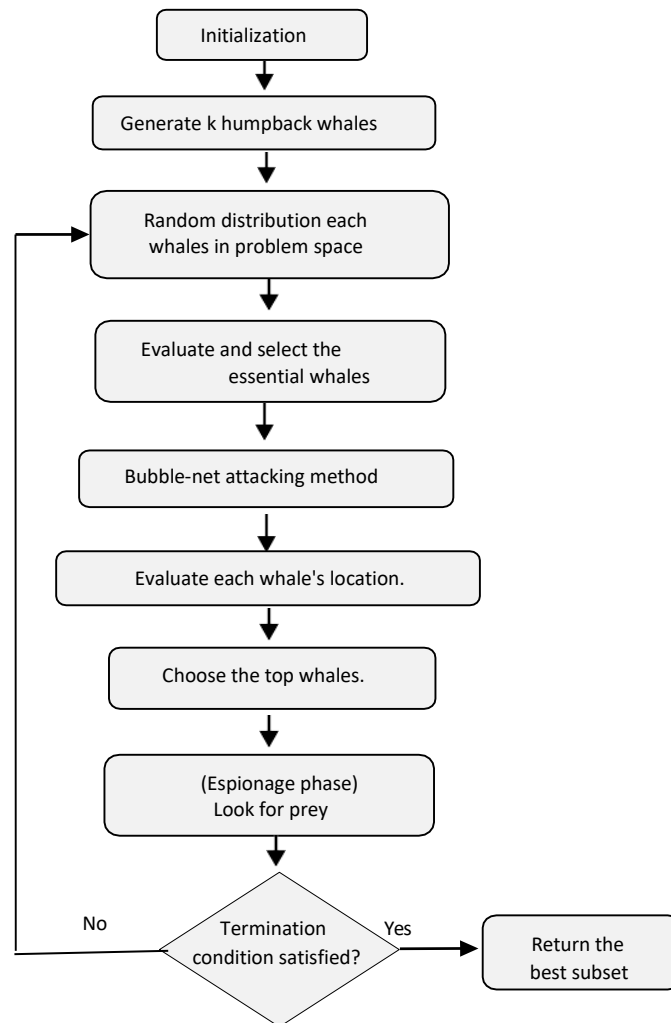 Initialization
Generate k humpback whales
Random distribution each
whales in problem space
Evaluate and select the
essential whales
Bubble-net attacking method
Evaluate each whale's location.
Choose the top whales.
(Espionage phase)
Look for prey
No
Termination
condition satisfied?
Yes
Return the
best subset